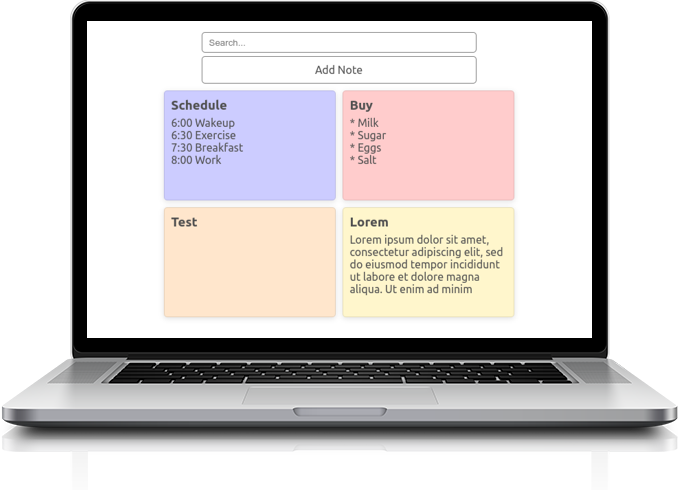 Search...
Add Note
Schedule
6:00 Wakeup
6:30 Exercise
7:30 Breakfast
8:00 Work
Buy
* Milk
* Sugar
* Eggs
* Salt
Test
Lorem
Lorem ipsum dolor sit amet,
consectetur adipiscing elit, sed
do eiusmod tempor incididunt
ut labore et dolore magna
aliqua. Ut enim ad minim